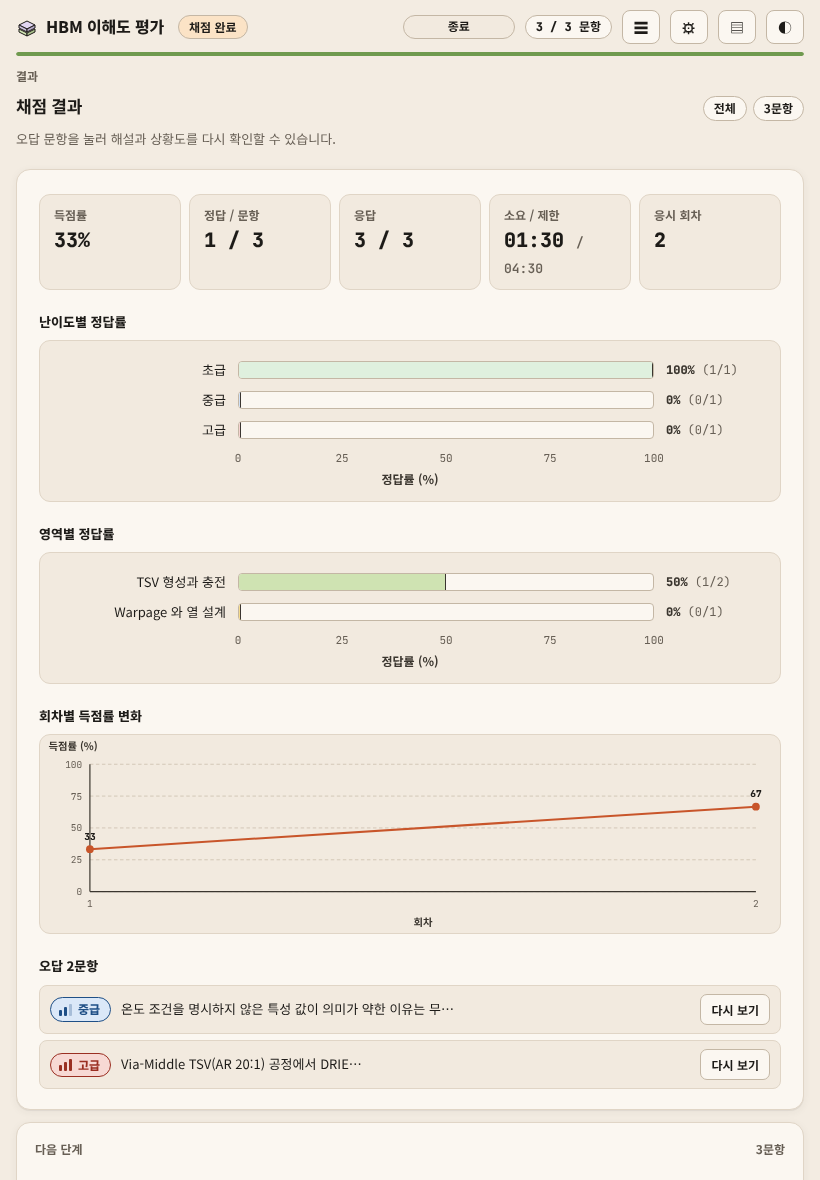 HBM 이해도 평가
채점 완료
종료
3 / 3 문항
결과
채점 결과
전체
3문항
오답 문항을 눌러 해설과 상황도를 다시 확인할 수 있습니다.
득점률
33%
정답 / 문항
1 / 3
응답
3 / 3
소요 / 제한
01:30 /
04:30
응시 회차
2
난이도별 정답률
초급
100% (1/1)
중급
0% (0/1)
고급
0% (0/1)
0 25 50 75 100
정답률 (%)
영역별 정답률
TSV 형성과 충전
50% (1/2)
Warpage 와 열 설계
0% (0/1)
0 25 50 75 100
정답률 (%)
회차별 득점률 변화
득점률 (%)
100
75
67
50
33
25
0
1 2
회차
오답 2문항
중급
온도 조건을 명시하지 않은 특성 값이 의미가 약한 이유는 무…
다시 보기
고급
Via-Middle TSV(AR 20:1) 공정에서 DRIE…
다시 보기
다음 단계
3문항